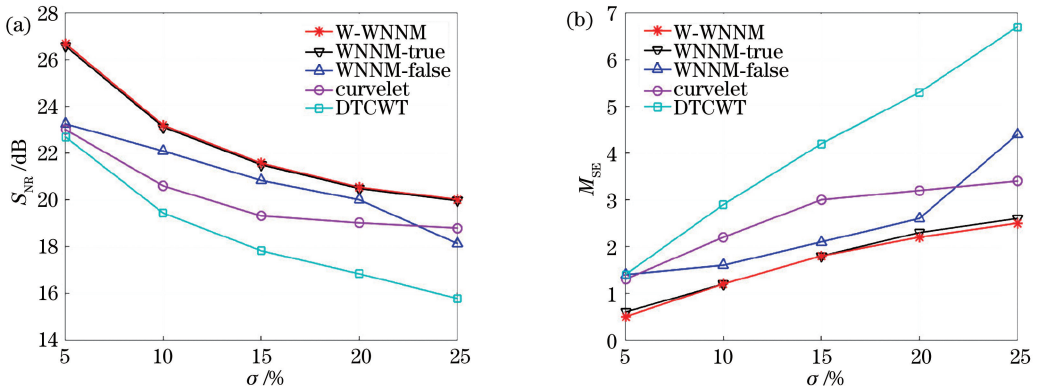 (a)
28
26
24
22
20
18
16
14
S_NR /dB
W-WNNM
WNNM-true
WNNM-false
curvelet
DTCWT
5 10 15 20 25
σ /%
(b)
7
6
5
4
3
2
1
0
M_SE
W-WNNM
WNNM-true
WNNM-false
curvelet
DTCWT
5 10 15 20 25
σ /%